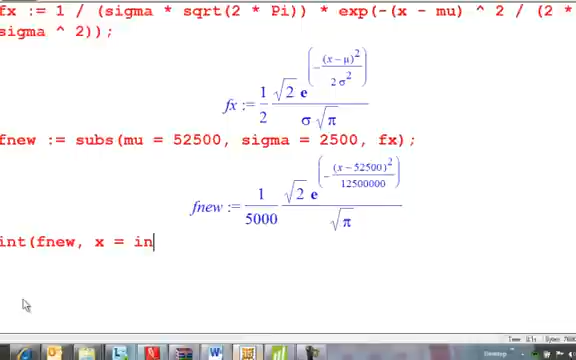 fx := 1 / (sigma * sqrt(2 * Pi)) * exp(-(x - mu) ^ 2 / (2 *
sigma ^ 2));
fx := 1/2 √2 e^(-(x-μ)²/(2σ²)) / (σ√π)
fnew := subs(mu = 52500, sigma = 2500, fx);
fnew := 1/5000 √2 e^(-(x-52500)²/12500000) / √π
int(fnew, x = in
Desktop